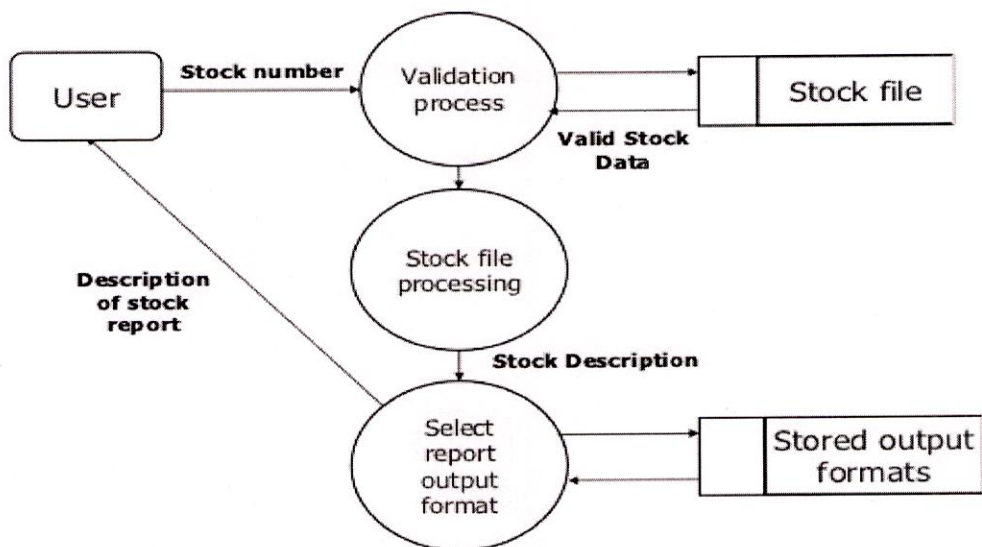 User
Stock number
Validation
process
Stock file
Valid Stock
Data
Stock file
processing
Description
of stock
report
Stock Description
Select
report
output
format
Stored output
formats